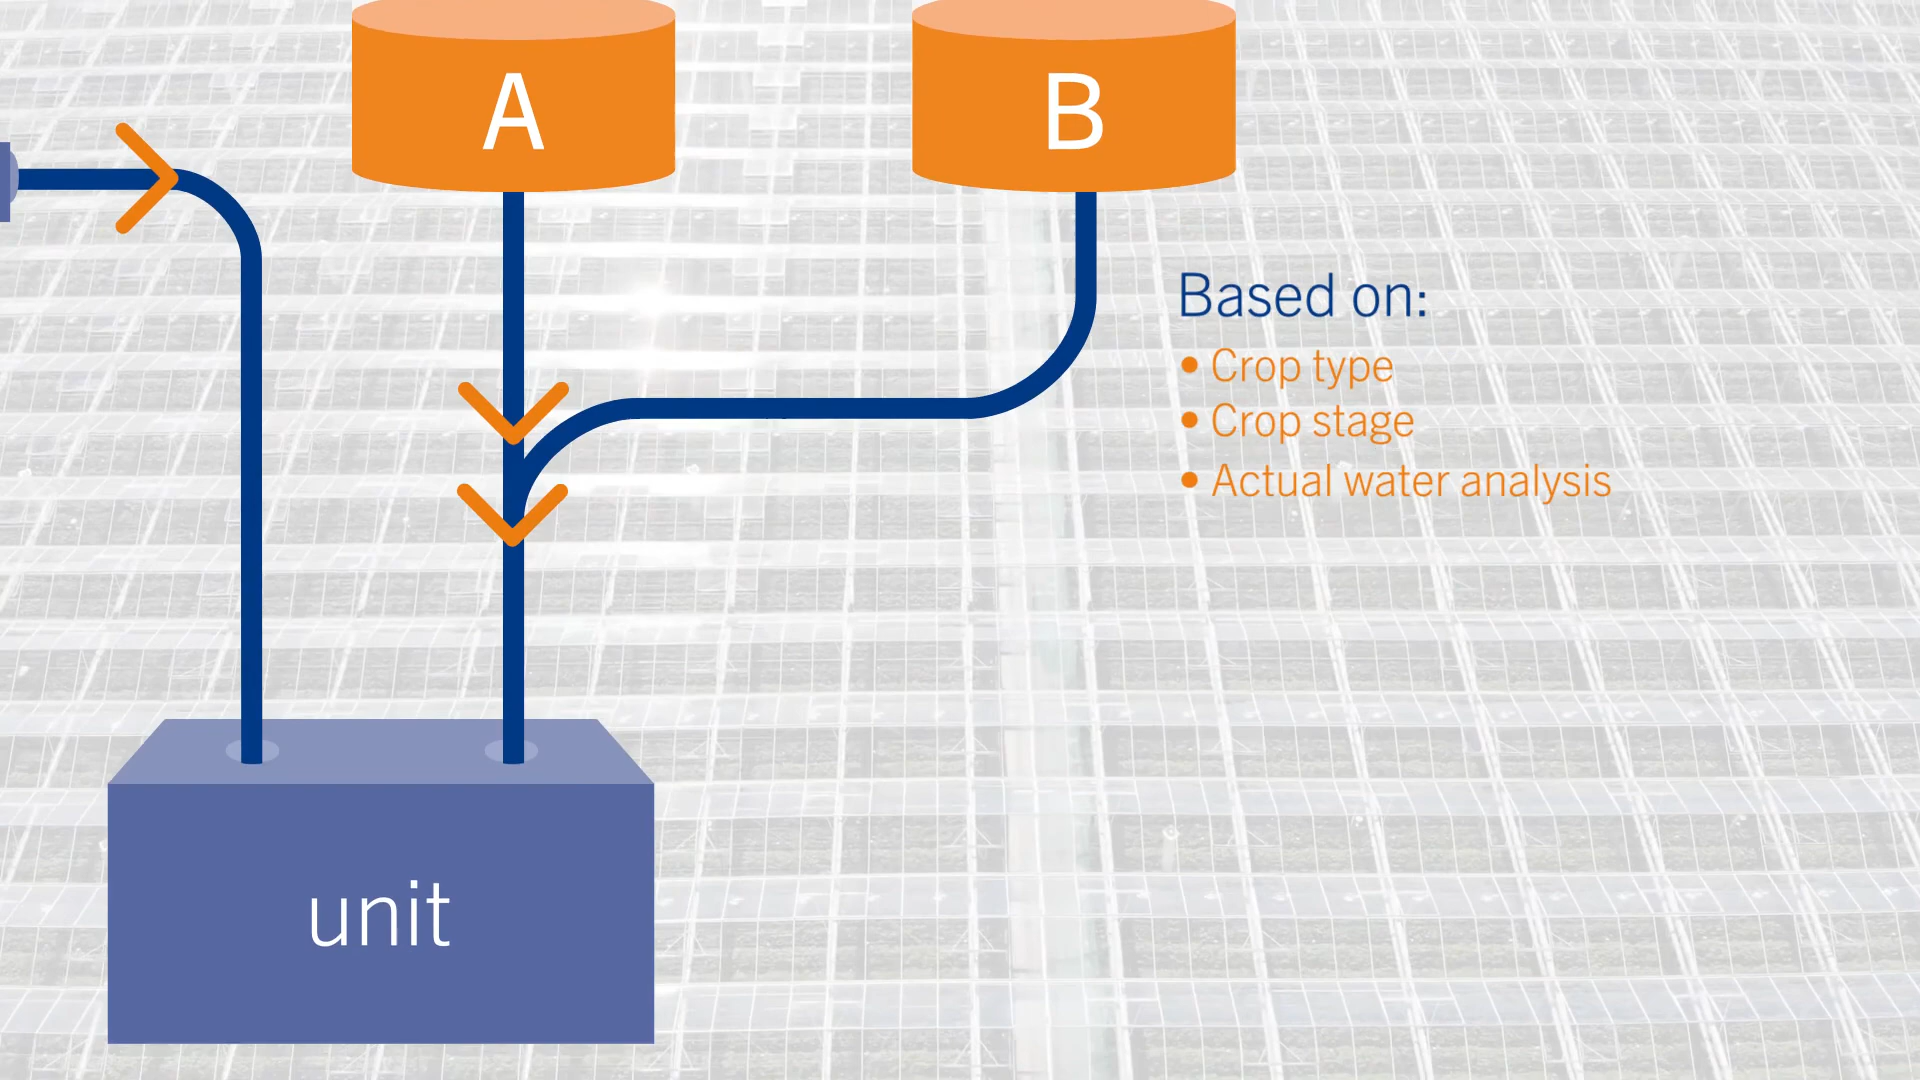 A
B
Based on:
• Crop type
• Crop stage
• Actual water analysis
unit